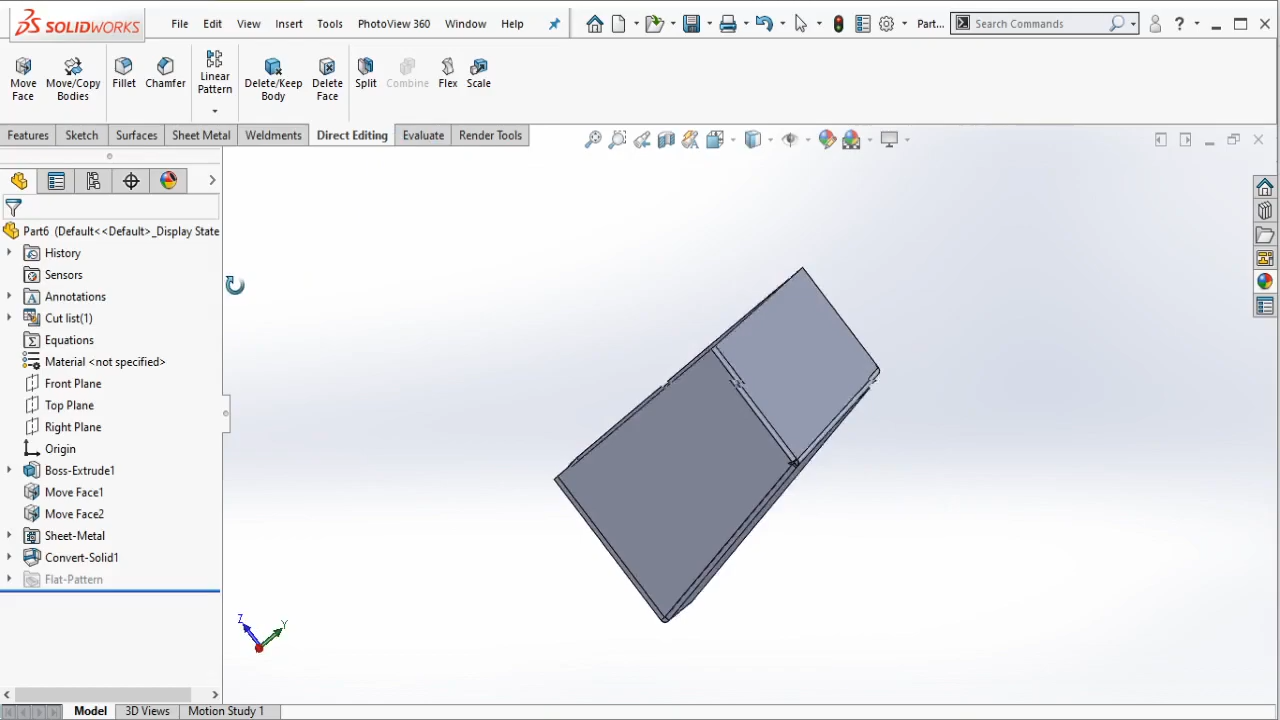 SOLIDWORKS
File Edit View Insert Tools PhotoView 360 Window Help
Part... Search Commands ?
Move Face
Move/Copy Bodies
Fillet
Chamfer
Linear Pattern
Delete/Keep Body
Delete Face
Split
Combine
Flex
Scale
Features Sketch Surfaces Sheet Metal Weldments Direct Editing Evaluate Render Tools
Part6 (Default<<Default>_Display State
History
Sensors
Annotations
Cut list(1)
Equations
Material <not specified>
Front Plane
Top Plane
Right Plane
Origin
Boss-Extrude1
Move Face1
Move Face2
Sheet-Metal
Convert-Solid1
Flat-Pattern
Z Y
Model 3D Views Motion Study 1